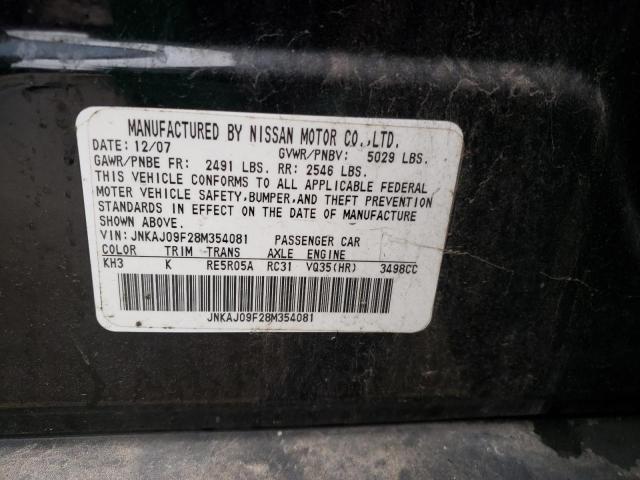 MANUFACTURED BY NISSAN MOTOR CO.,LTD.
DATE: 12/07 GVWR/PNBV: 5029 LBS.
GAWR/PNBE FR: 2491 LBS. RR: 2546 LBS.
THIS VEHICLE CONFORMS TO ALL APPLICABLE FEDERAL
MOTER VEHICLE SAFETY,BUMPER,AND THEFT PREVENTION
STANDARDS IN EFFECT ON THE DATE OF MANUFACTURE
SHOWN ABOVE.
VIN:JNKAJ09F28M354081 PASSENGER CAR
COLOR TRIM TRANS AXLE ENGINE
KH3 K RE5R05A RC31 VQ35(HR) 3498CC
JNKAJ09F28M354081